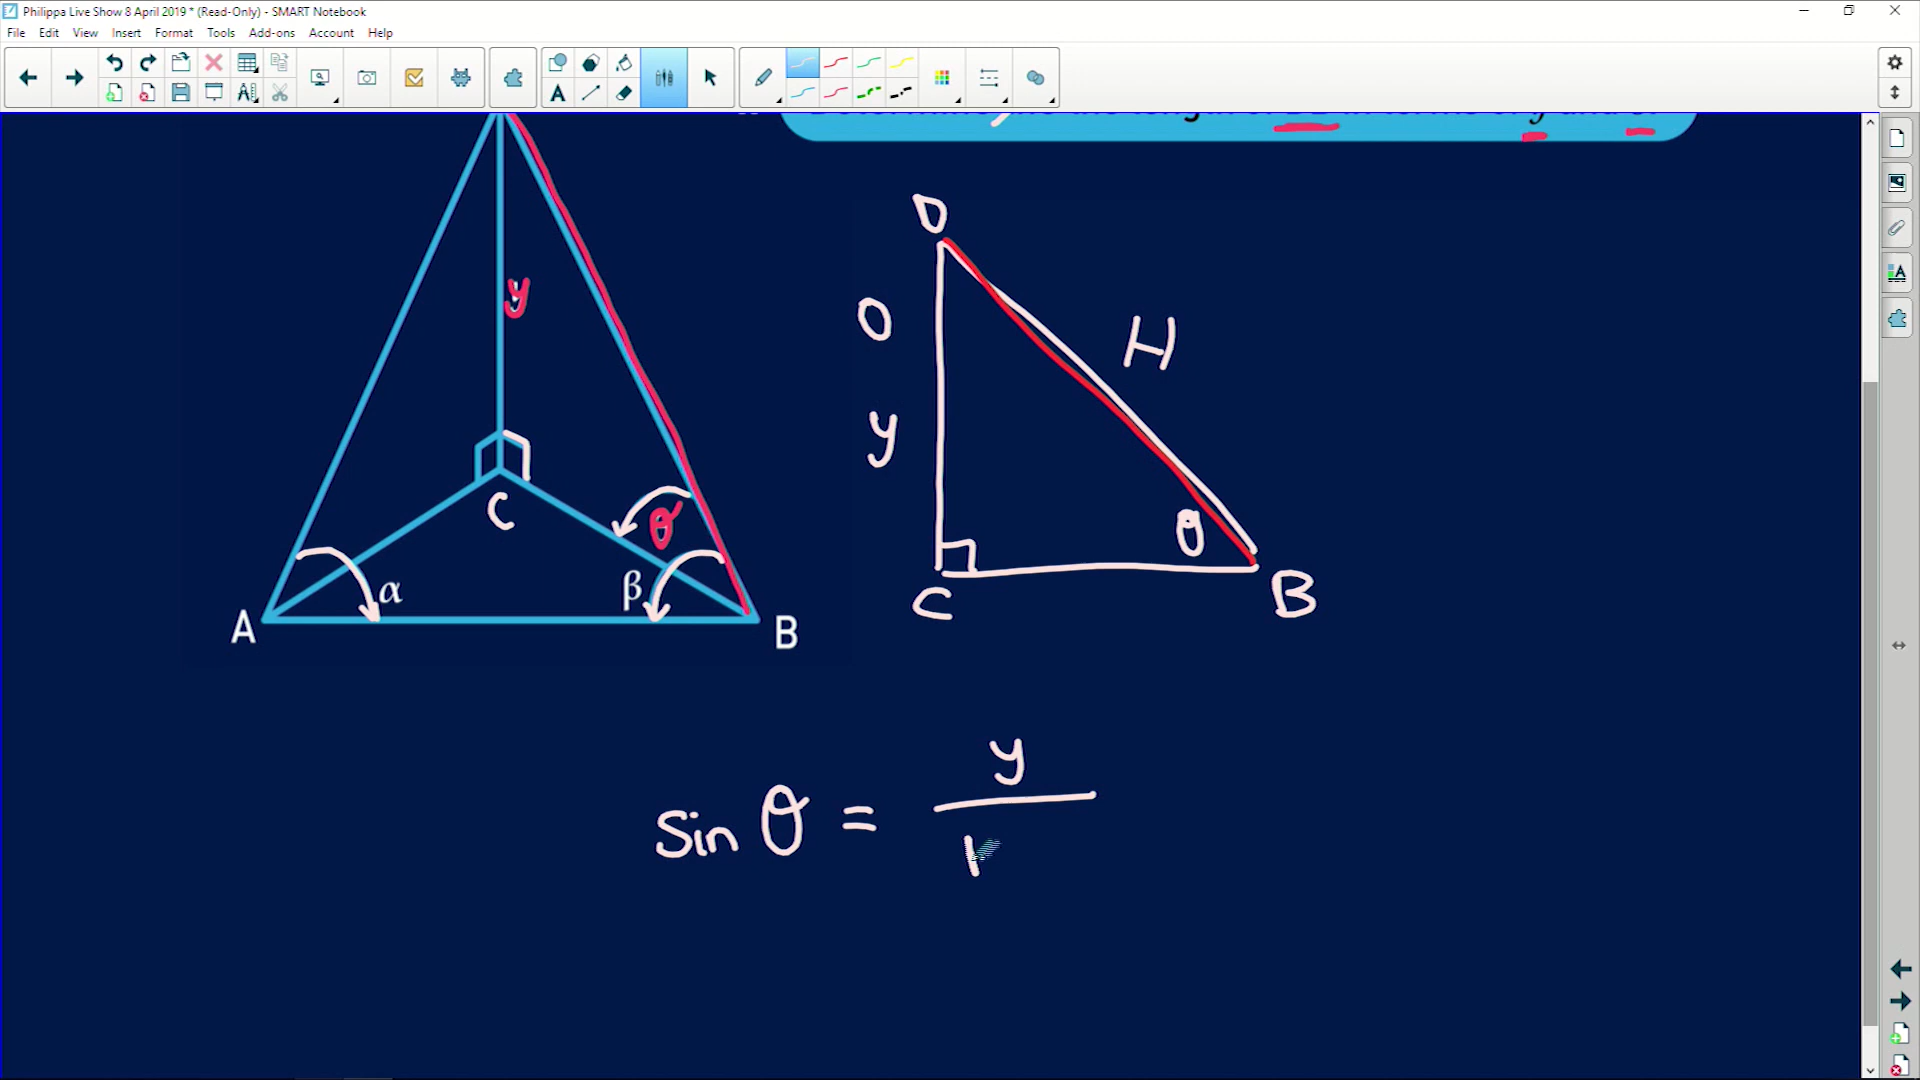 Philippa Live Show 8 April 2019 * (Read-Only) - SMART Notebook
File Edit View Insert Format Tools Add-ons Account Help
D
y
O
H
y
C
θ
θ
α
β
A
B
C
B
sin θ = y